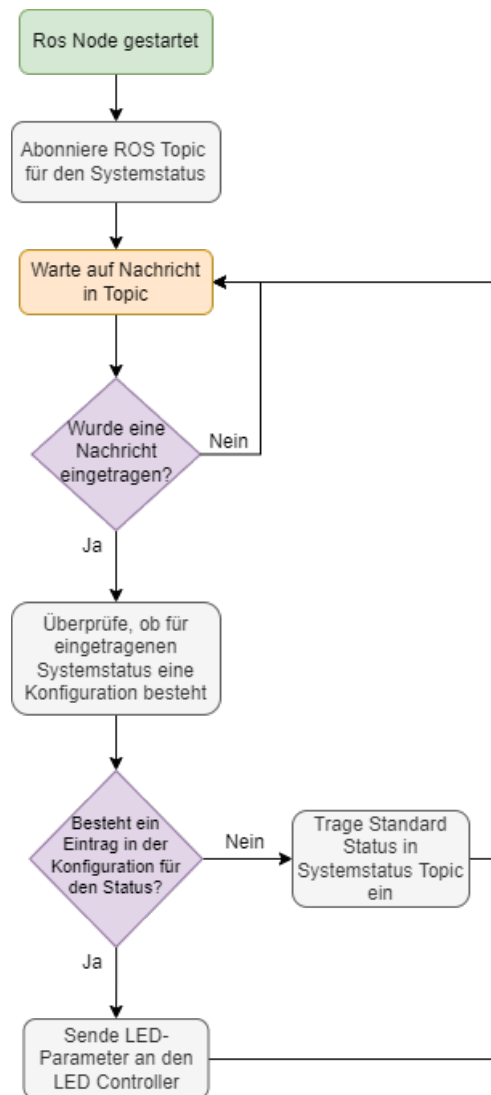 Ros Node gestartet
Abonniere ROS Topic
für den Systemstatus
Warte auf Nachricht
in Topic
Wurde eine
Nachricht
eingetragen?
Nein
Ja
Überprüfe, ob für
eingetragenen
Systemstatus eine
Konfiguration besteht
Besteht ein
Eintrag in der
Konfiguration für
den Status?
Nein
Trage Standard
Status in
Systemstatus Topic
ein
Ja
Sende LED-
Parameter an den
LED Controller